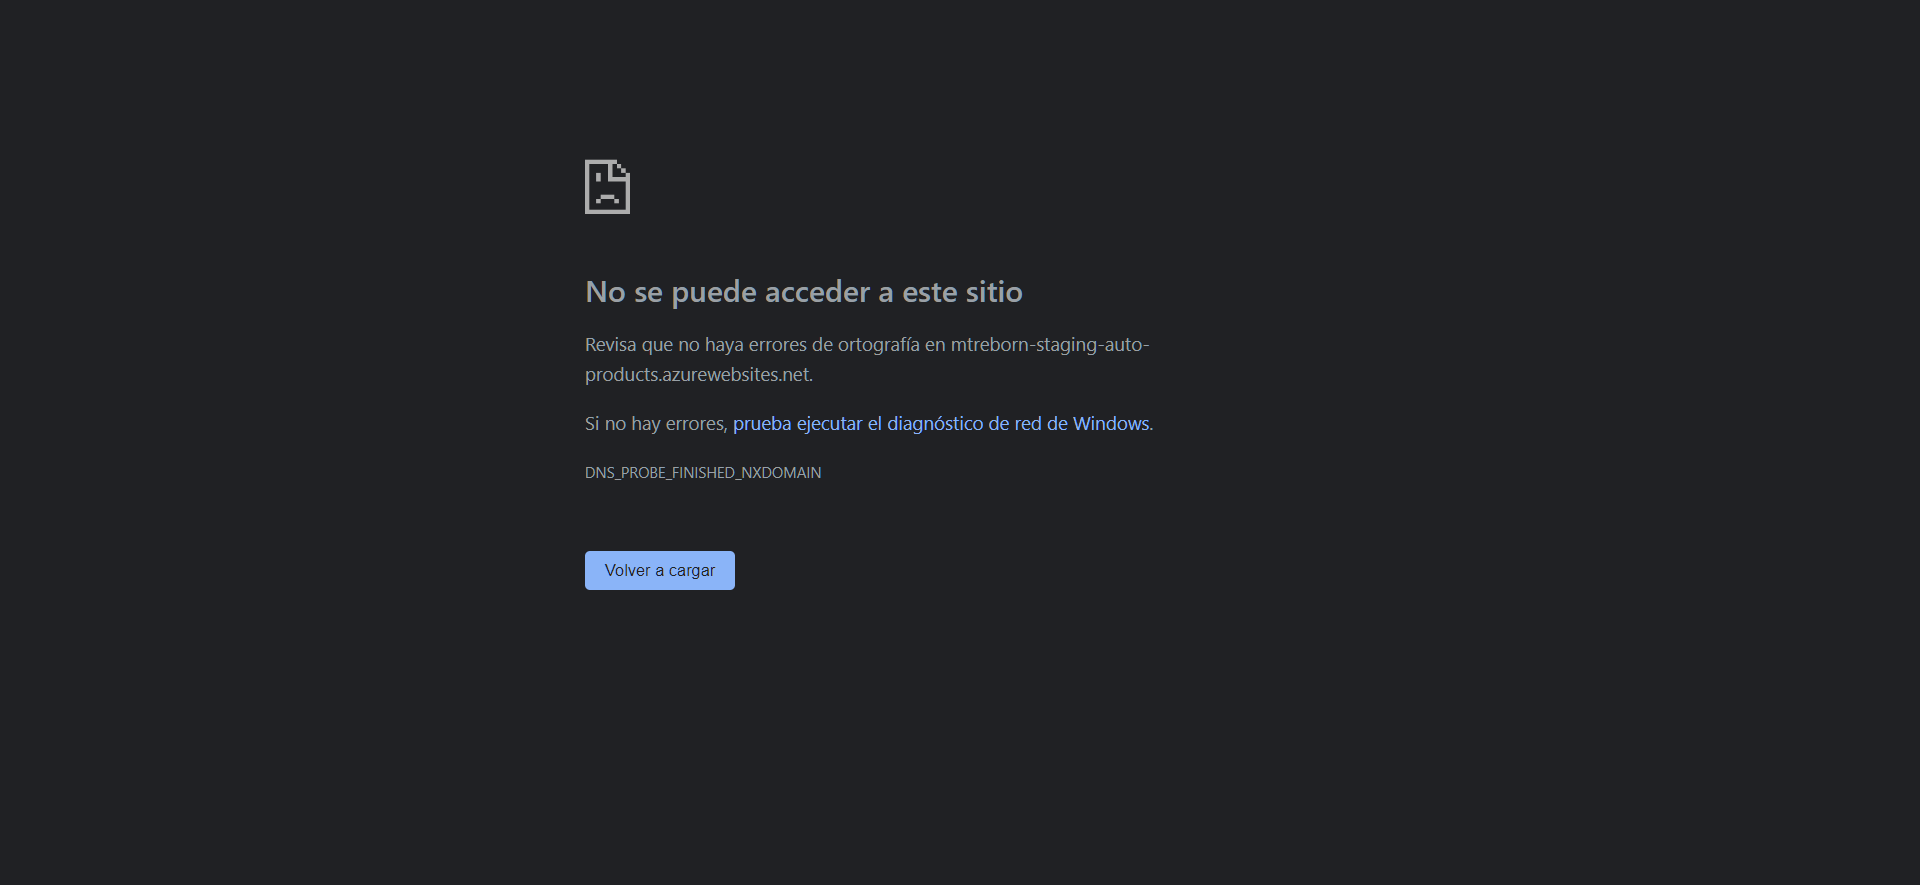 No se puede acceder a este sitio
Revisa que no haya errores de ortografía en mtreborn-staging-auto-
products.azurewebsites.net.
Si no hay errores, prueba ejecutar el diagnóstico de red de Windows.
DNS_PROBE_FINISHED_NXDOMAIN
Volver a cargar